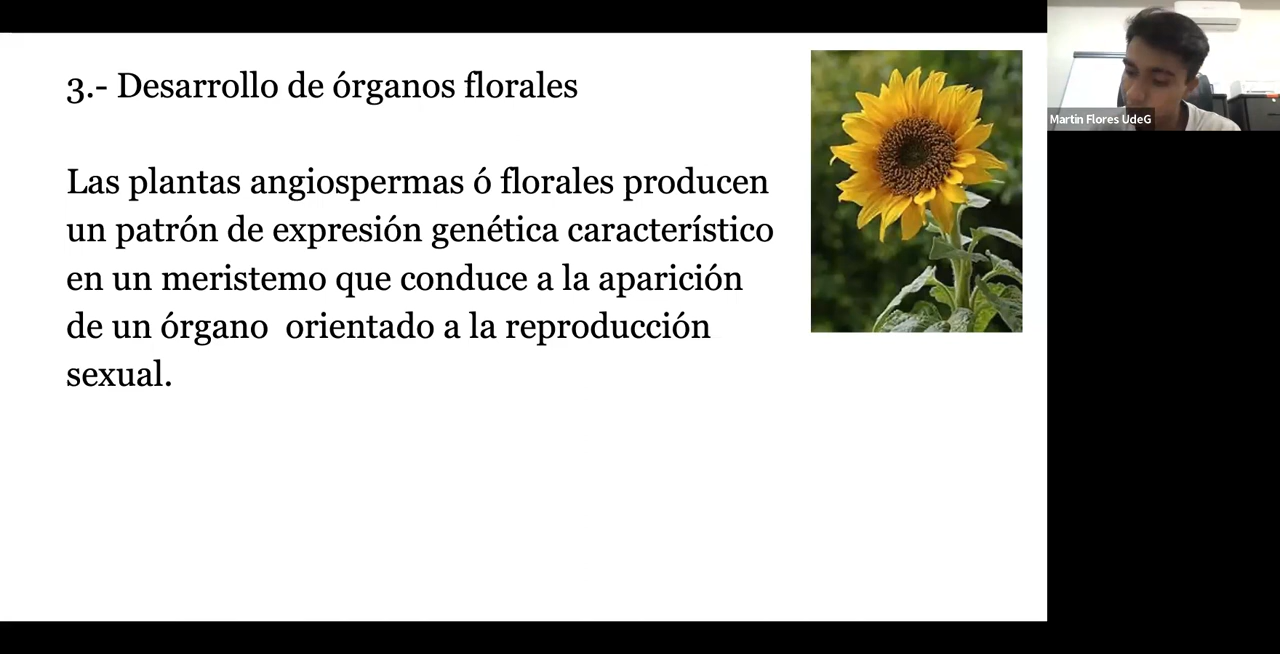 3.- Desarrollo de órganos florales
Las plantas angiospermas ó florales producen
un patrón de expresión genética característico
en un meristemo que conduce a la aparición
de un órgano  orientado a la reproducción
sexual.
Martin Flores UdeG